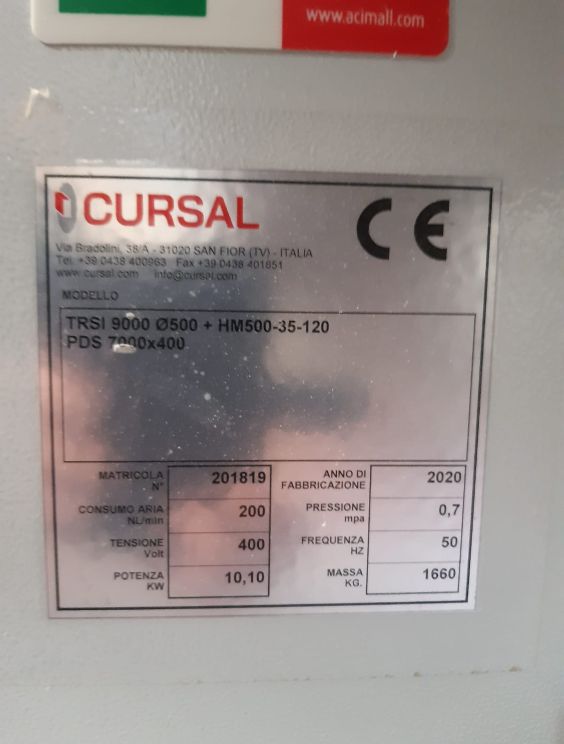 www.acimall.com
CURSAL
CE
Via Bradolini, 38/A - 31020 SAN FIOR (TV) - ITALIA
Tel. +39 0438 400963 Fax +39 0438 401851
www.cursal.com info@cursal.com
MODELLO
TRSI 9000 Ø500 + HM500-35-120
PDS 7000x400
MATRICOLA N° 201819 ANNO DI FABBRICAZIONE 2020
CONSUMO ARIA NL/min 200 PRESSIONE mpa 0,7
TENSIONE Volt 400 FREQUENZA HZ 50
POTENZA KW 10,10 MASSA KG. 1660